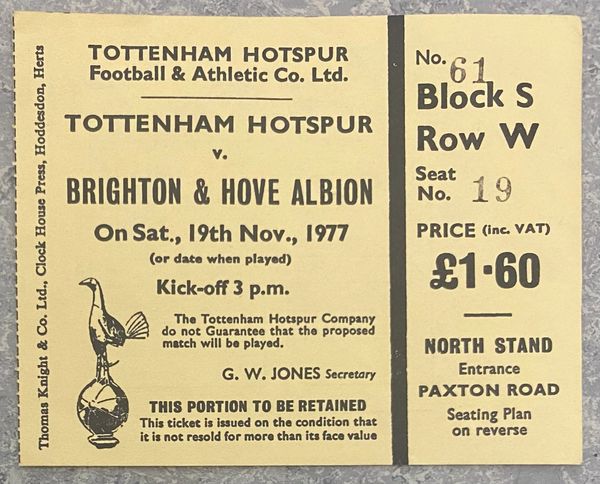 Thomas Knight & Co. Ltd., Clock House Press, Hoddesdon, Herts
TOTTENHAM HOTSPUR
Football & Athletic Co. Ltd.
TOTTENHAM HOTSPUR
v.
BRIGHTON & HOVE ALBION
On Sat., 19th Nov., 1977
(or date when played)
Kick-off 3 p.m.
The Tottenham Hotspur Company
do not Guarantee that the proposed
match will be played.
G. W. JONES Secretary
THIS PORTION TO BE RETAINED
This ticket is issued on the condition that
it is not resold for more than its face value
No. 61
Block S
Row W
Seat
No. 19
PRICE (inc. VAT)
£1·60
NORTH STAND
Entrance
PAXTON ROAD
Seating Plan
on reverse